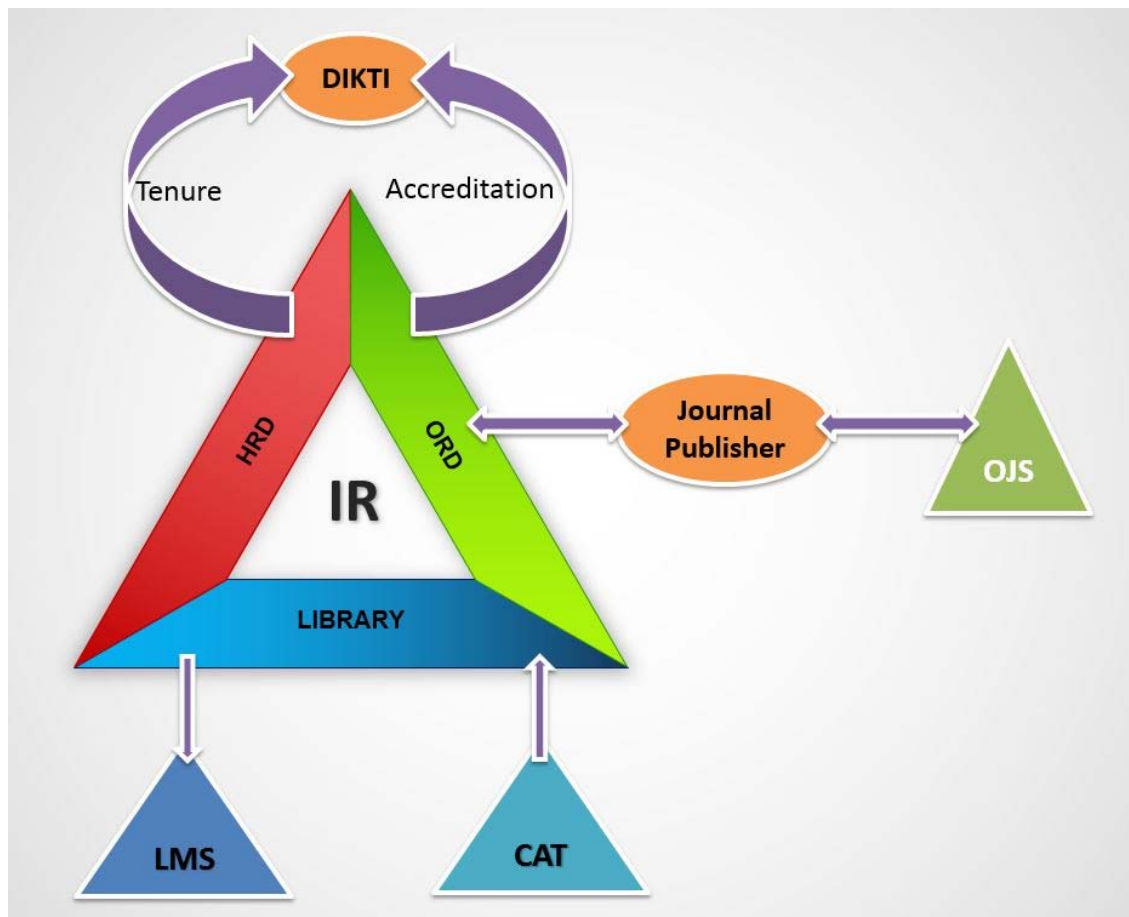 DIKTI
Tenure
Accreditation
HRD
ORD
IR
LIBRARY
Journal
Publisher
OJS
LMS
CAT